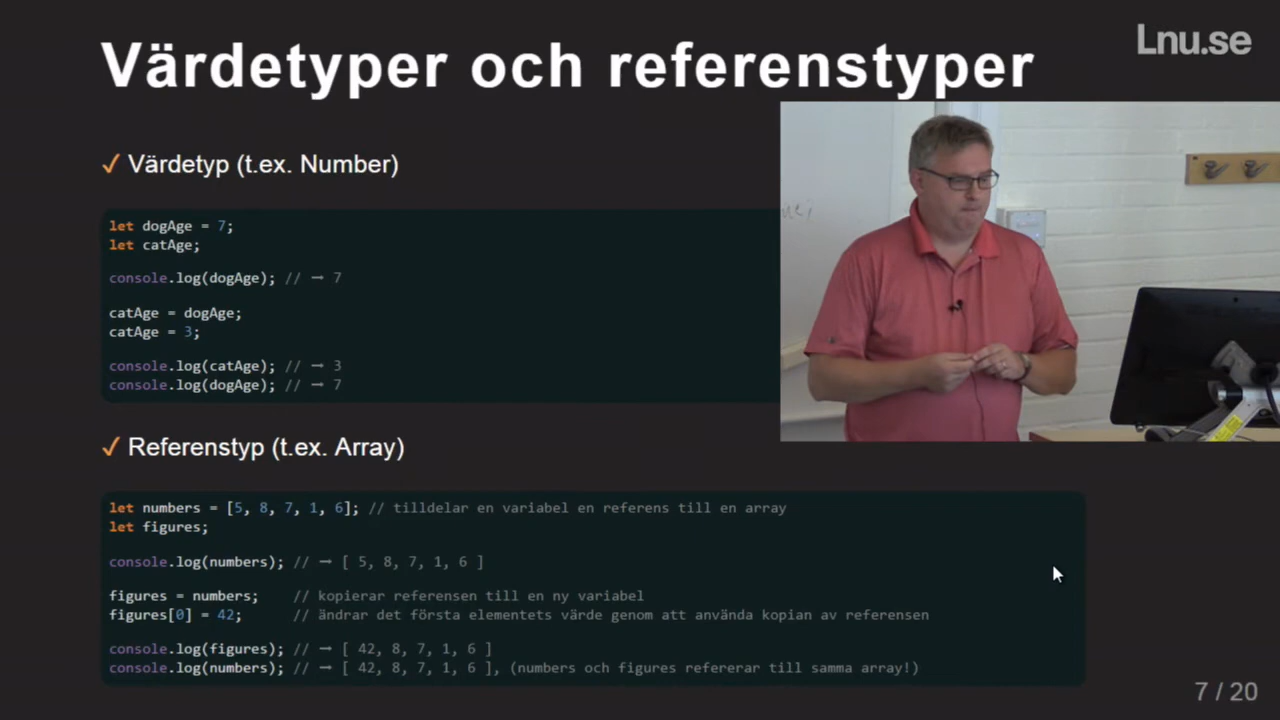 Lnu.se
Värdetyper och referenstyper
✓ Värdetyp (t.ex. Number)
let dogAge = 7;
let catAge;
console.log(dogAge); // → 7
catAge = dogAge;
catAge = 3;
console.log(catAge); // → 3
console.log(dogAge); // → 7
✓ Referenstyp (t.ex. Array)
let numbers = [5, 8, 7, 1, 6]; // tilldelar en variabel en referens till en array
let figures;
console.log(numbers); // → [ 5, 8, 7, 1, 6 ]
figures = numbers;    // kopierar referensen till en ny variabel
figures[0] = 42;      // ändrar det första elementets värde genom att använda kopian av referensen
console.log(figures); // → [ 42, 8, 7, 1, 6 ]
console.log(numbers); // → [ 42, 8, 7, 1, 6 ], (numbers och figures refererar till samma array!)
7 / 20